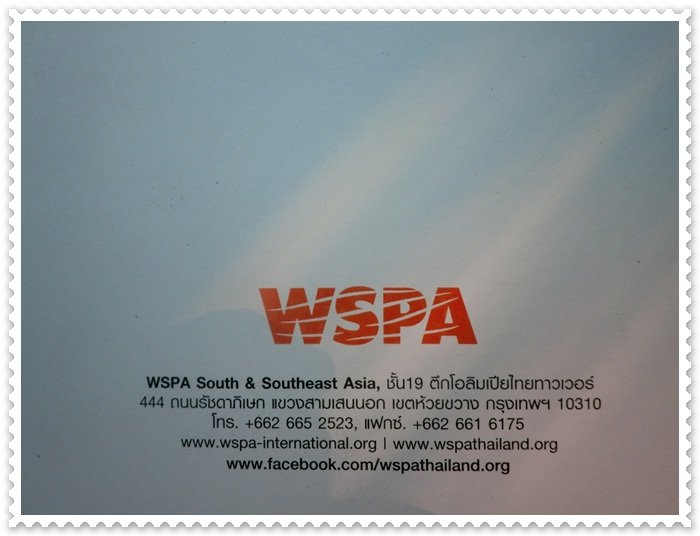 WSPA
WSPA South & Southeast Asia, ชั้น19 ตึกโอลิมเปียไทยทาวเวอร์
444 ถนนรัชดาภิเษก แขวงสามเสนนอก เขตห้วยขวาง กรุงเทพฯ 10310
โทร. +662 665 2523, แฟกซ์. +662 661 6175
www.wspa-international.org | www.wspathailand.org
www.facebook.com/wspathailand.org